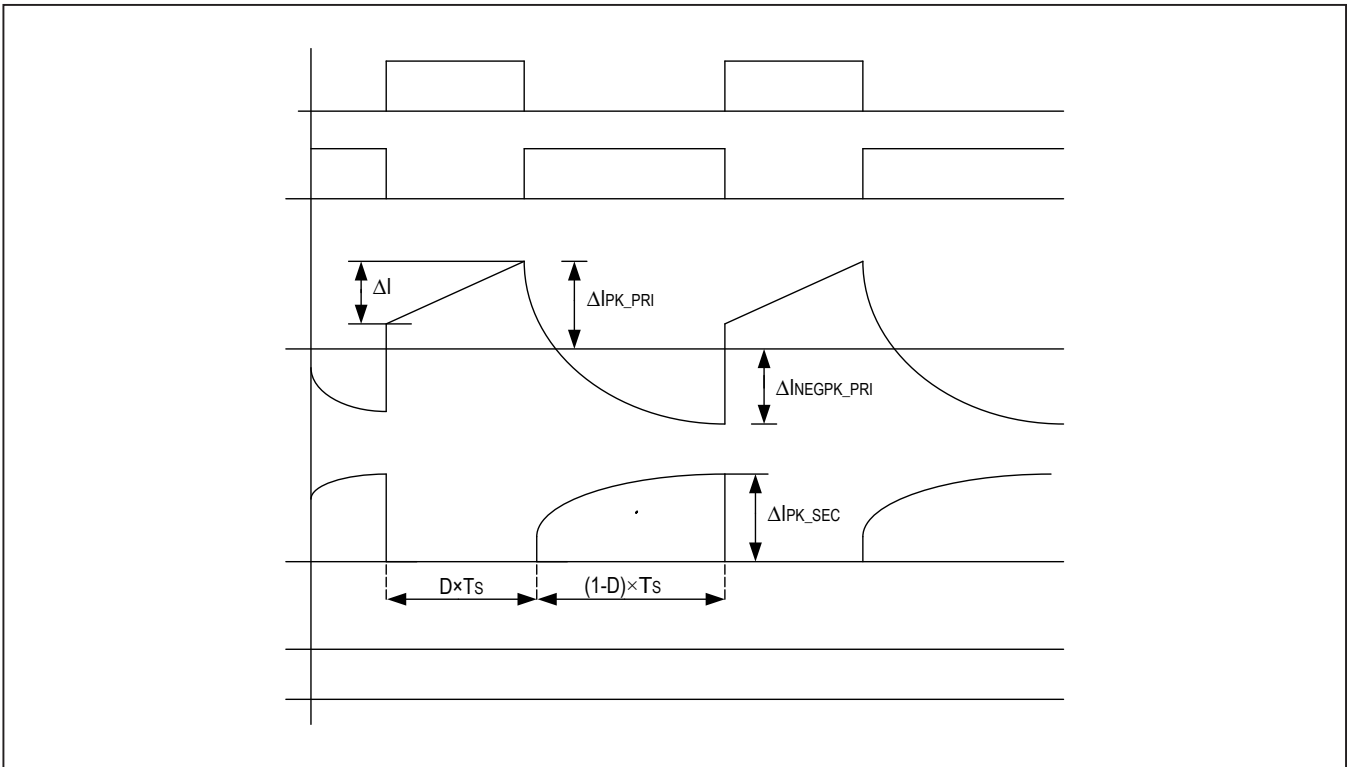 ΔI
ΔIPK_PRI
ΔINEGPK_PRI
ΔIPK_SEC
D×TS
(1-D)×TS